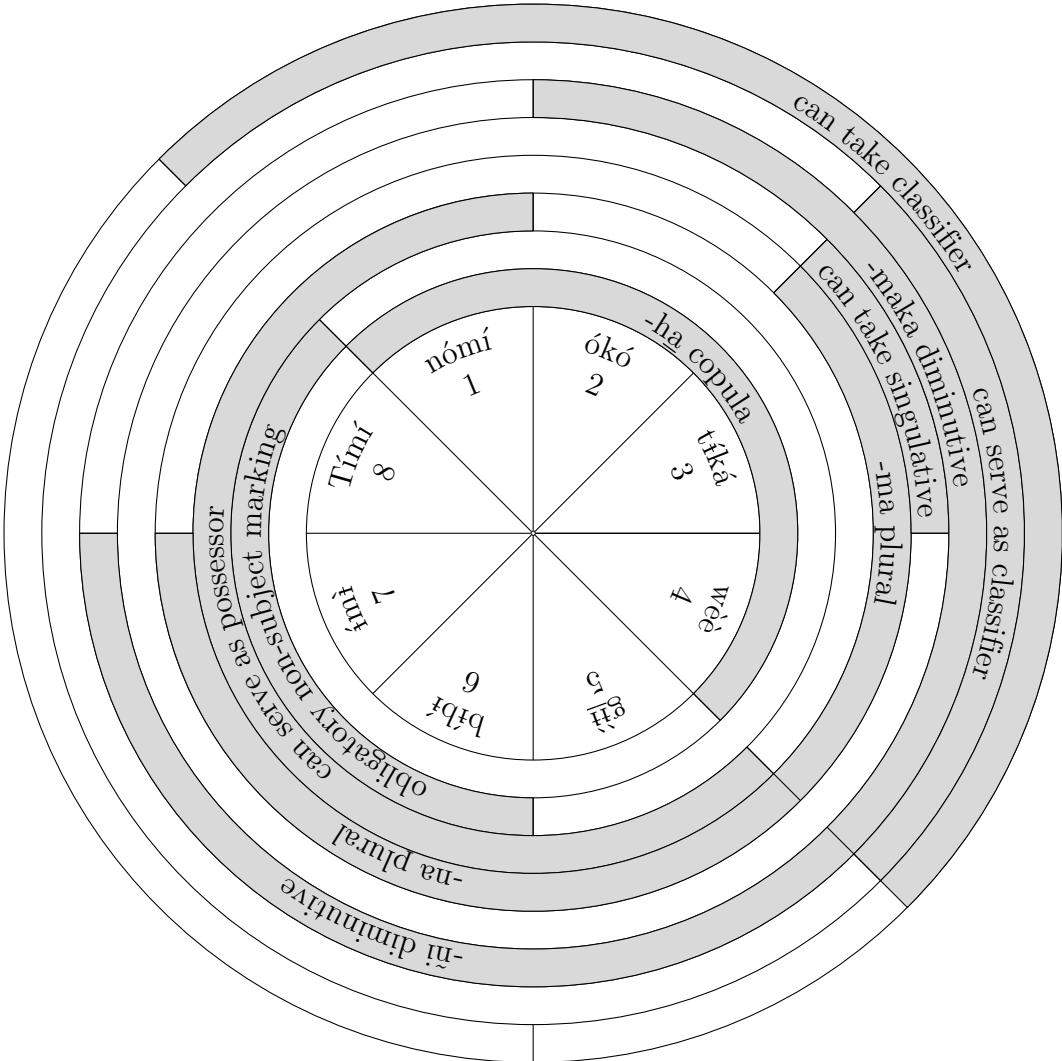 can take classifier
can serve as classifier
-maka diminutive
can take singulative
-ma plural
-ha̱ copula
obligatory non-subject marking
can serve as possessor
-na plural
-ñi diminutive
nómí
1
ókó
2
tɨ́ká
3
wèè
4
gɨ̱ɨ̱̀
5
bɨ́bɨ́
6
ɨ́mɨ̀
7
Tímí
8